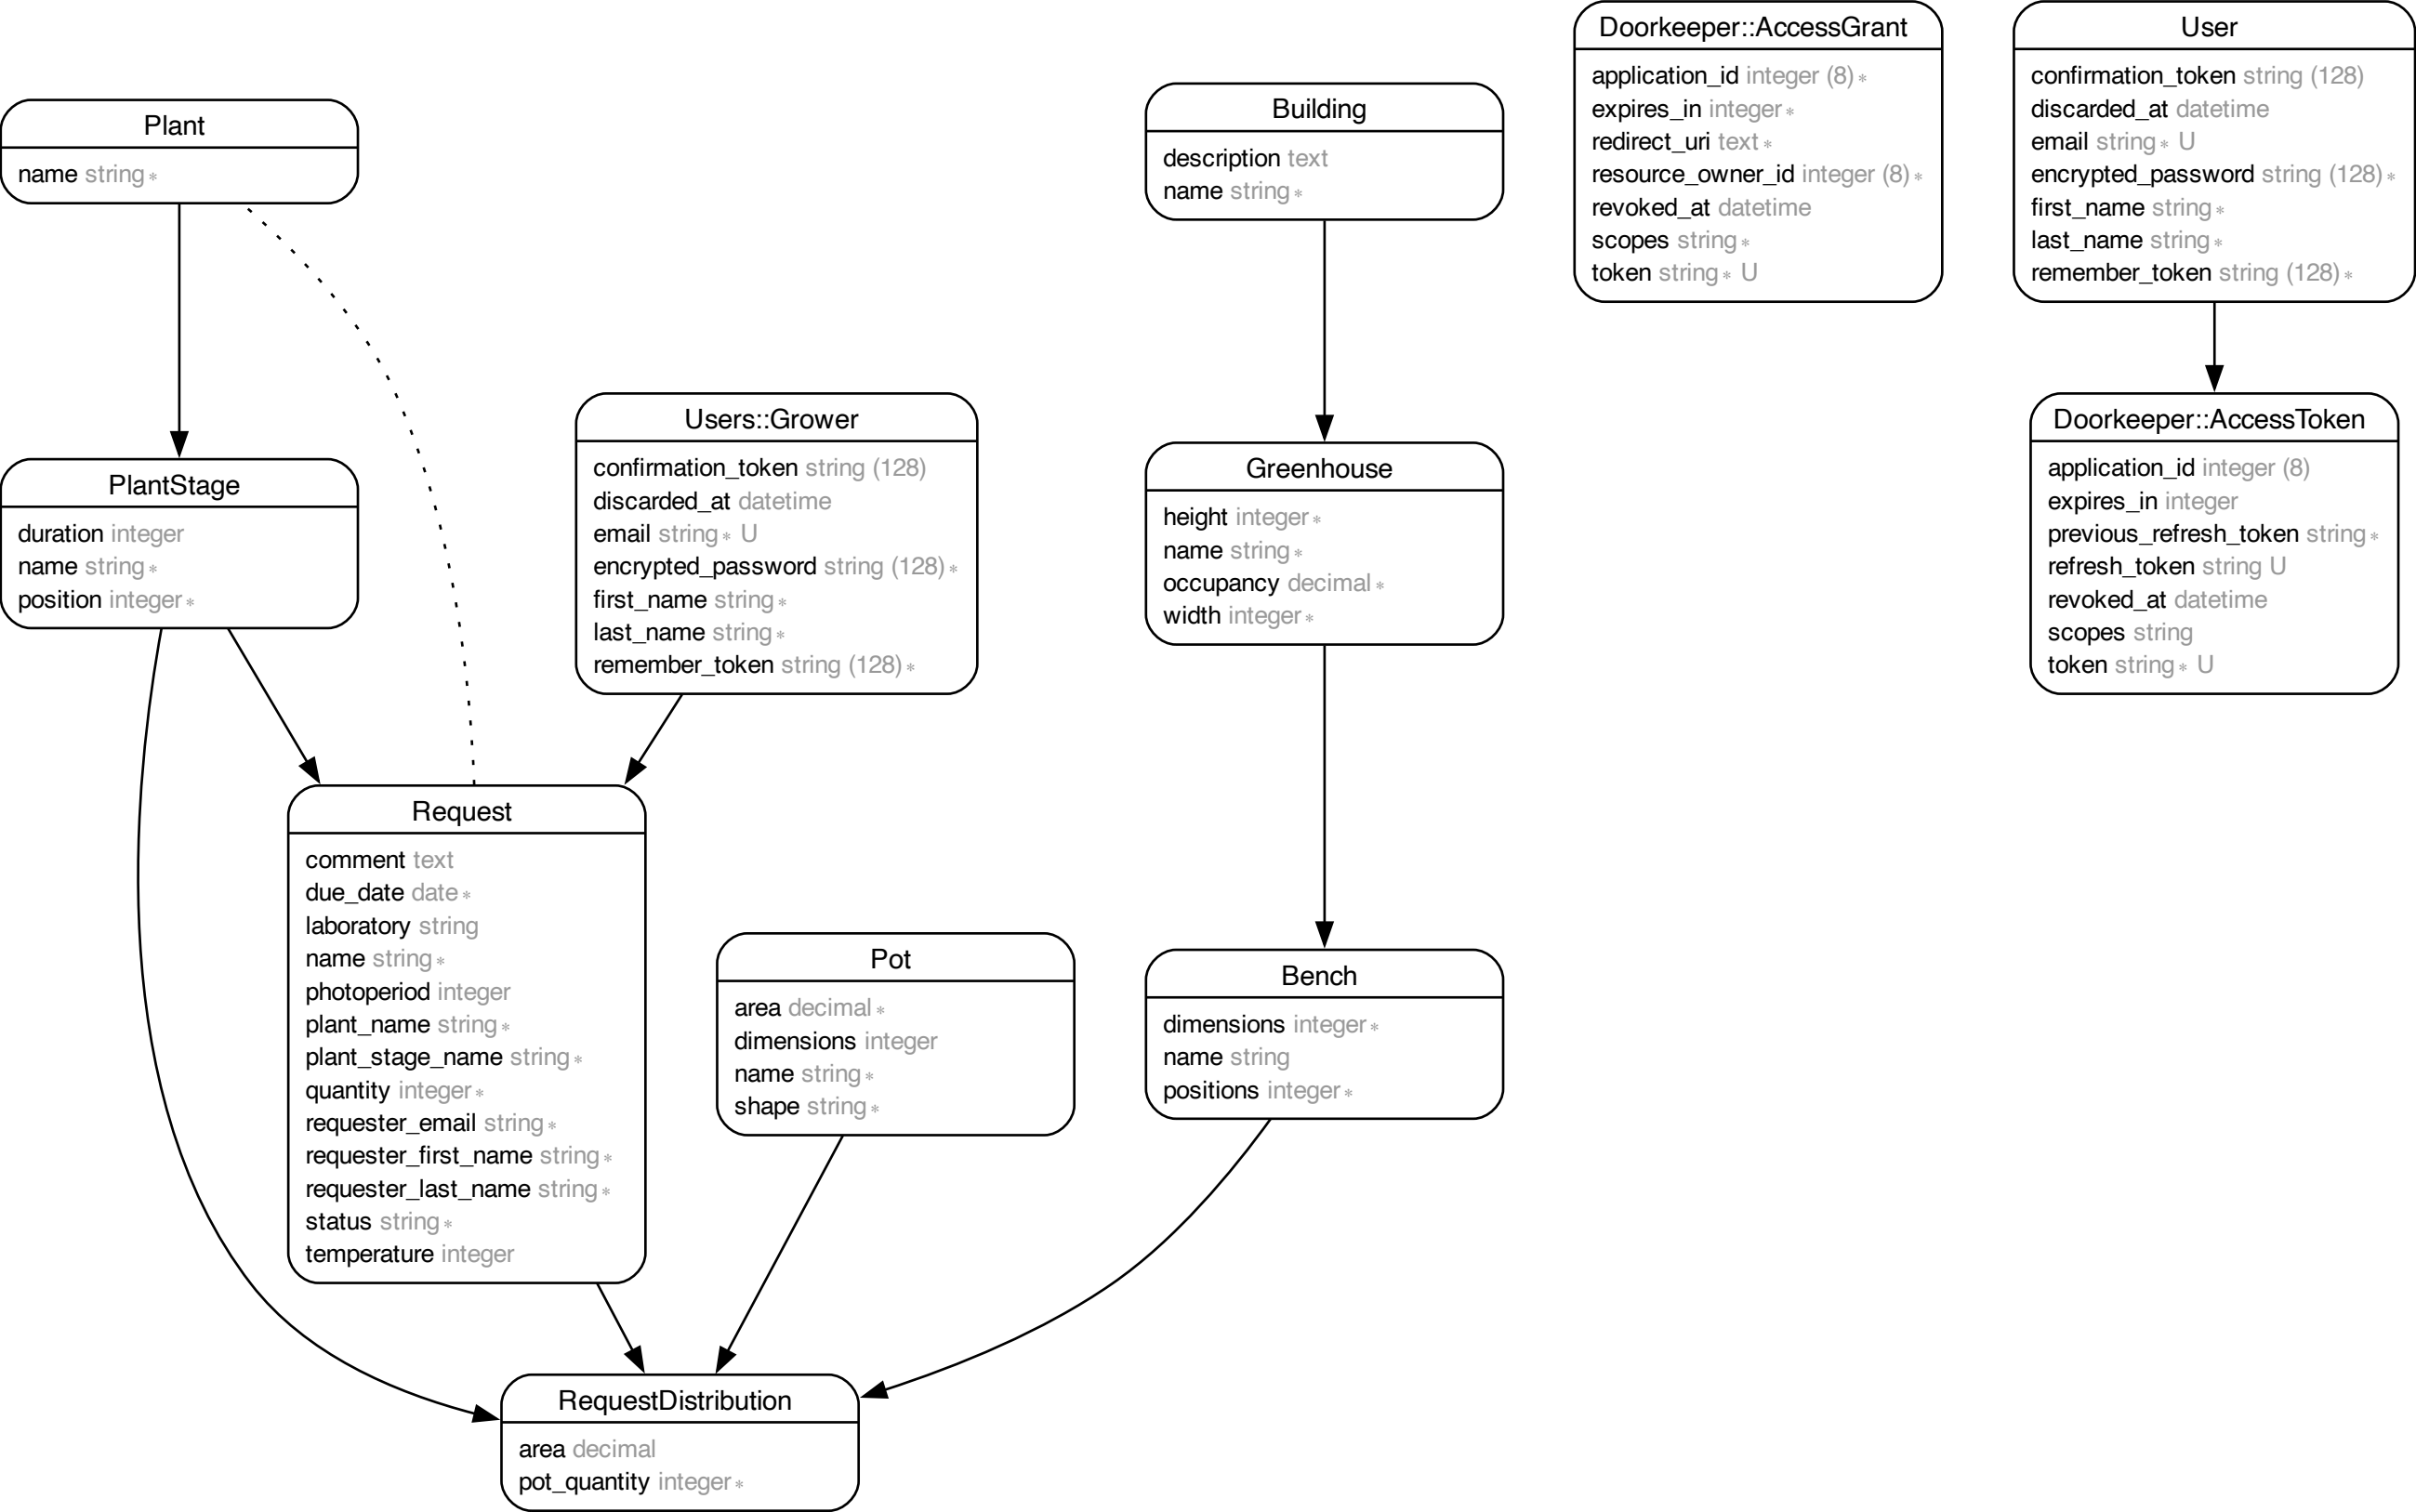 Plant
name string *
PlantStage
duration integer
name string *
position integer *
Users::Grower
confirmation_token string (128)
discarded_at datetime
email string * U
encrypted_password string (128) *
first_name string *
last_name string *
remember_token string (128) *
Request
comment text
due_date date *
laboratory string
name string *
photoperiod integer
plant_name string *
plant_stage_name string *
quantity integer *
requester_email string *
requester_first_name string *
requester_last_name string *
status string *
temperature integer
Pot
area decimal *
dimensions integer
name string *
shape string *
RequestDistribution
area decimal
pot_quantity integer *
Building
description text
name string *
Greenhouse
height integer *
name string *
occupancy decimal *
width integer *
Bench
dimensions integer *
name string
positions integer *
Doorkeeper::AccessGrant
application_id integer (8) *
expires_in integer *
redirect_uri text *
resource_owner_id integer (8) *
revoked_at datetime
scopes string *
token string * U
User
confirmation_token string (128)
discarded_at datetime
email string * U
encrypted_password string (128) *
first_name string *
last_name string *
remember_token string (128) *
Doorkeeper::AccessToken
application_id integer (8)
expires_in integer
previous_refresh_token string *
refresh_token string U
revoked_at datetime
scopes string
token string * U